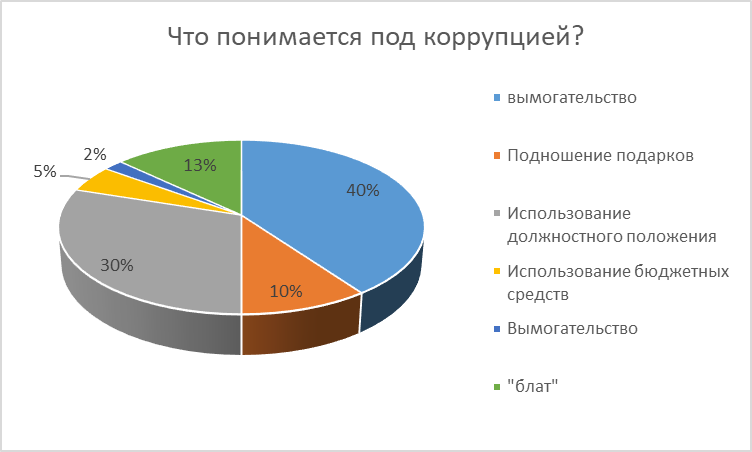 Что понимается под коррупцией?
2%
13%
5%
40%
30%
10%
вымогательство
Подношение подарков
Использование
должностного положения
Использование бюджетных
средств
Вымогательство
"блат"